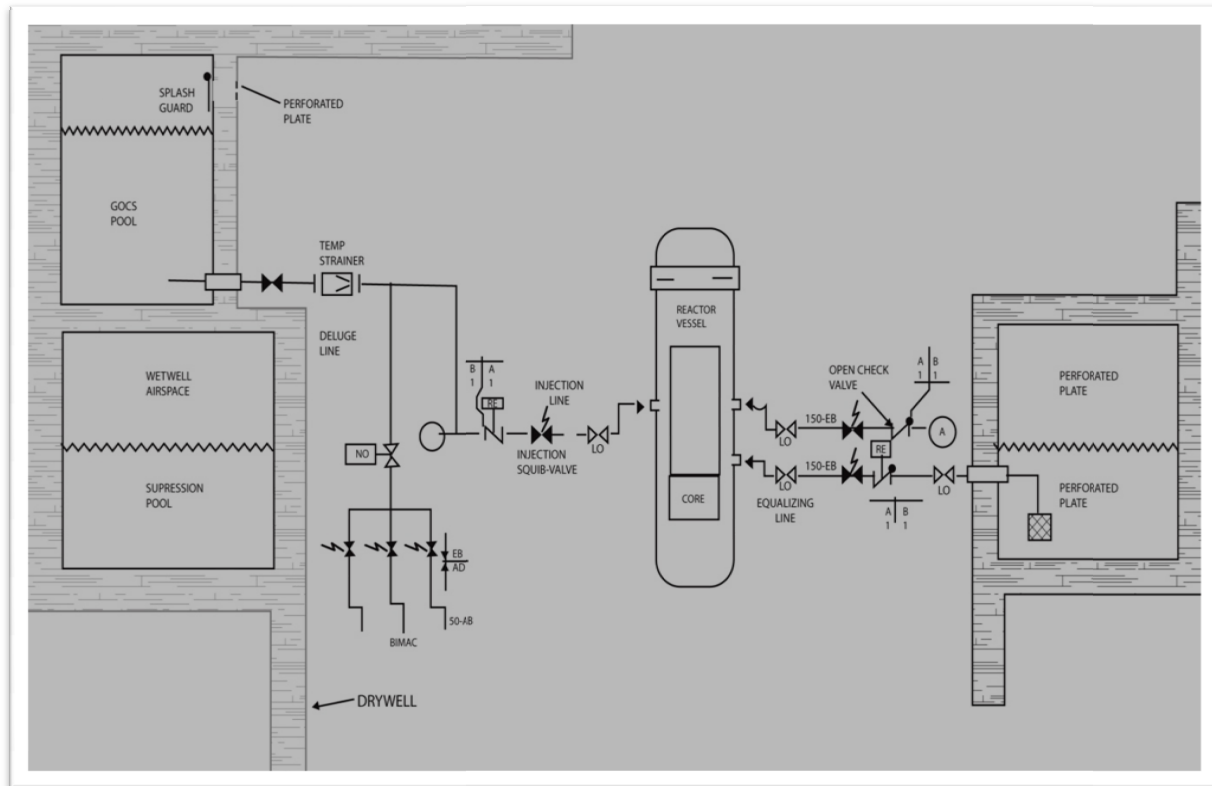 SPLASH
GUARD
PERFORATED
PLATE
GOCS
POOL
TEMP
STRAINER
DELUGE
LINE
WETWELL
AIRSPACE
SUPRESSION
POOL
NO
B A
1 1
RE
INJECTION
LINE
INJECTION
SQUIB-VALVE
LO
EB
AD
50-AB
BIMAC
DRYWELL
REACTOR
VESSEL
CORE
OPEN CHECK
VALVE
A B
1 1
150-EB
LO
A
RE
150-EB
LO
LO
EQUALIZING
LINE
A B
1 1
PERFORATED
PLATE
PERFORATED
PLATE